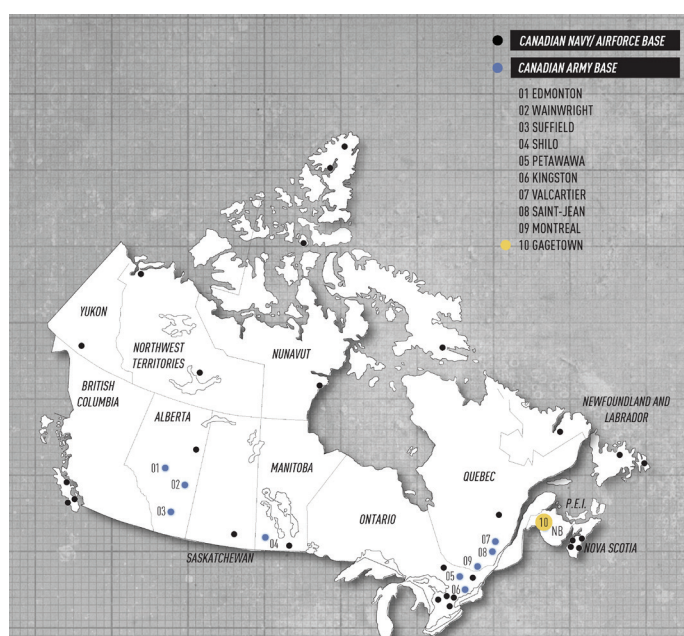 CANADIAN NAVY/ AIRFORCE BASE
CANADIAN ARMY BASE
01 EDMONTON
02 WAINWRIGHT
03 SUFFIELD
04 SHILO
05 PETAWAWA
06 KINGSTON
07 VALCARTIER
08 SAINT-JEAN
09 MONTREAL
10 GAGETOWN
YUKON
NORTHWEST
TERRITORIES
NUNAVUT
BRITISH
COLUMBIA
NEWFOUNDLAND AND
LABRADOR
ALBERTA
01
02
03
MANITOBA
QUEBEC
ONTARIO
P.E.I.
10
NB
NOVA SCOTIA
SASKATCHEWAN
04
07
08
09
05
06